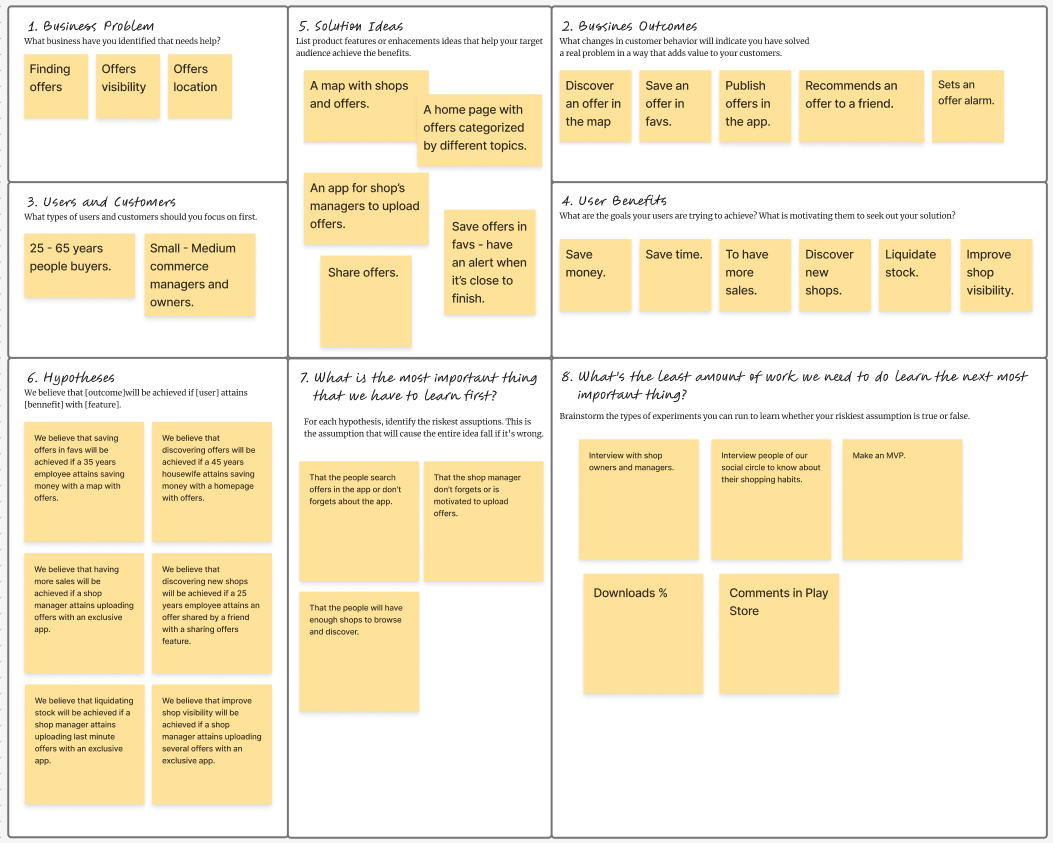 1. Business Problem
What business have you identified that needs help?
Finding
offers
Offers
visibility
Offers
location
5. Solution Ideas
List product features or enhacements ideas that help your target
audience achieve the benefits.
A map with shops
and offers.
A home page with
offers categorized
by different topics.
An app for shop's
managers to upload
offers.
Save offers in
favs - have
an alert when
it's close to
finish.
Share offers.
2. Bussines Outcomes
What changes in customer behavior will indicate you have solved
a real problem in a way that adds value to your customers.
Discover
an offer in
the map
Save an
offer in
favs.
Publish
offers in
the app.
Recommends an
offer to a friend.
Sets an
offer alarm.
3. Users and Customers
What types of users and customers should you focus on first.
25 - 65 years
people buyers.
Small - Medium
commerce
managers and
owners.
4. User Benefits
What are the goals your users are trying to achieve? What is motivating them to seek out your solution?
Save
money.
Save time.
To have
more
sales.
Discover
new
shops.
Liquidate
stock.
Improve
shop
visibility.
6. Hypotheses
We believe that [outcome]will be achieved if [user] attains
[bennefit] with [feature].
We believe that saving
offers in favs will be
achieved if a 35 years
employee attains saving
money with a map with
offers.
We believe that
discovering offers will be
achieved if a 45 years
housewife attains saving
money with a homepage
with offers.
We believe that having
more sales will be
achieved if a shop
manager attains uploading
offers with an exclusive
app.
We believe that
discovering new shops
will be achieved if a 25
years employee attains an
offer shared by a friend
with a sharing offers
feature.
We believe that liquidating
stock will be achieved if a
shop manager attains
uploading last minute
offers with an exclusive
app.
We believe that improve
shop visibility will be
achieved if a shop
manager attains uploading
several offers with an
exclusive app.
7. What is the most important thing
that we have to learn first?
For each hypothesis, identify the riskest assuptions. This is
the assumption that will cause the entire idea fall if it's wrong.
That the people search
offers in the app or don't
forgets about the app.
That the shop manager
don't forgets or is
motivated to upload
offers.
That the people will have
enough shops to browse
and discover.
8. What's the least amount of work we need to do learn the next most
important thing?
Brainstorm the types of experiments you can run to learn whether your riskiest assumption is true or false.
Interview with shop
owners and managers.
Interview people of our
social circle to know about
their shopping habits.
Make an MVP.
Downloads %
Comments in Play
Store